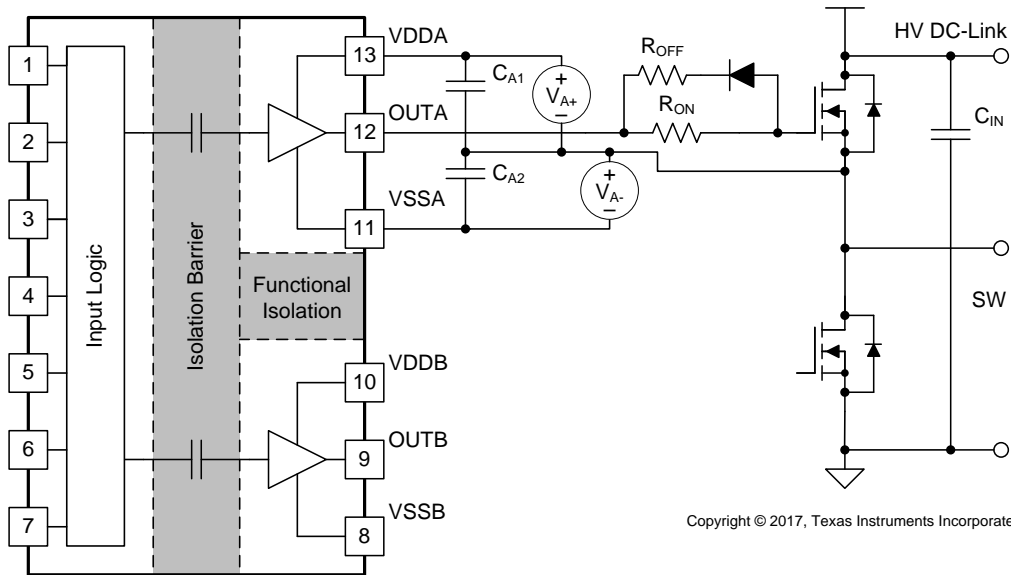 1
2
3
4
5
6
7
Input Logic
Isolation Barrier
Functional
Isolation
13
VDDA
12
OUTA
11
VSSA
10
VDDB
9
OUTB
8
VSSB
CA1
CA2
+
VA+
−
+
VA-
−
ROFF
RON
HV DC-Link
CIN
SW
Copyright © 2017, Texas Instruments Incorporate